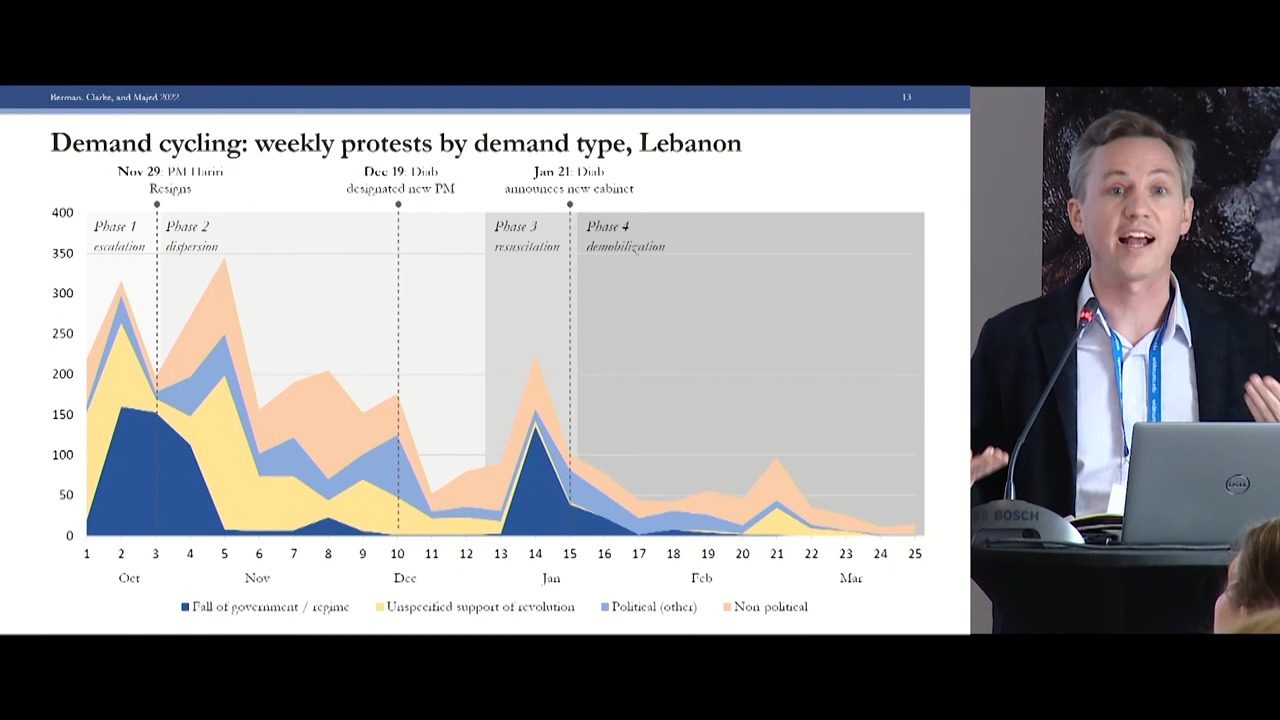 Berman, Clarke, and Majed 2022
13
Demand cycling: weekly protests by demand type, Lebanon
Nov 29: PM Hariri
Resigns
Dec 19: Diab
designated new PM
Jan 21: Diab
announces new cabinet
400
350
300
250
200
150
100
50
0
Phase 1
escalation
Phase 2
dispersion
Phase 3
resuscitation
Phase 4
demobilization
1 2 3 4 5 6 7 8 9 10 11 12 13 14 15 16 17 18 19 20 21 22 23 24 25
Oct Nov Dec Jan Feb Mar
Fall of government / regime Unspecified support of revolution Political (other) Non political
BOSCH
DELL